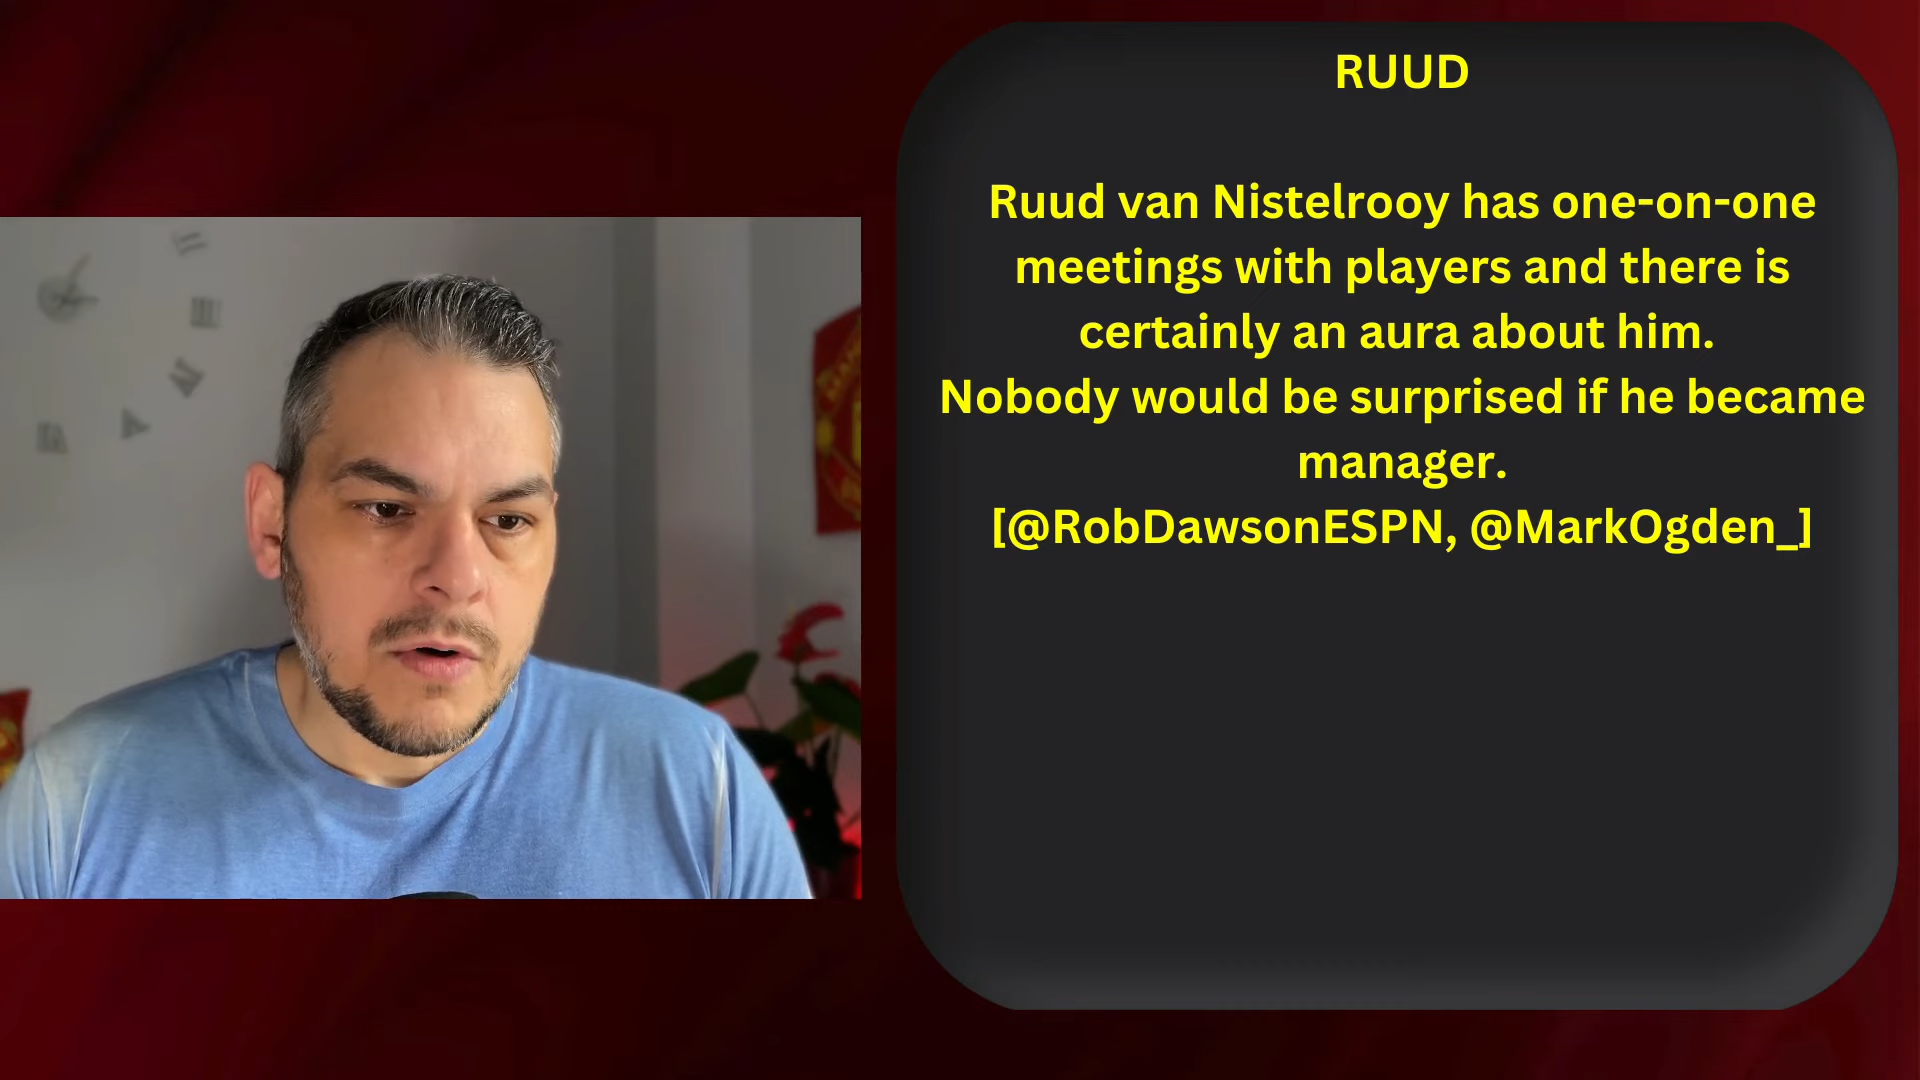 RUUD
Ruud van Nistelrooy has one-on-one
meetings with players and there is
certainly an aura about him.
Nobody would be surprised if he became
manager.
[@RobDawsonESPN, @MarkOgden_]